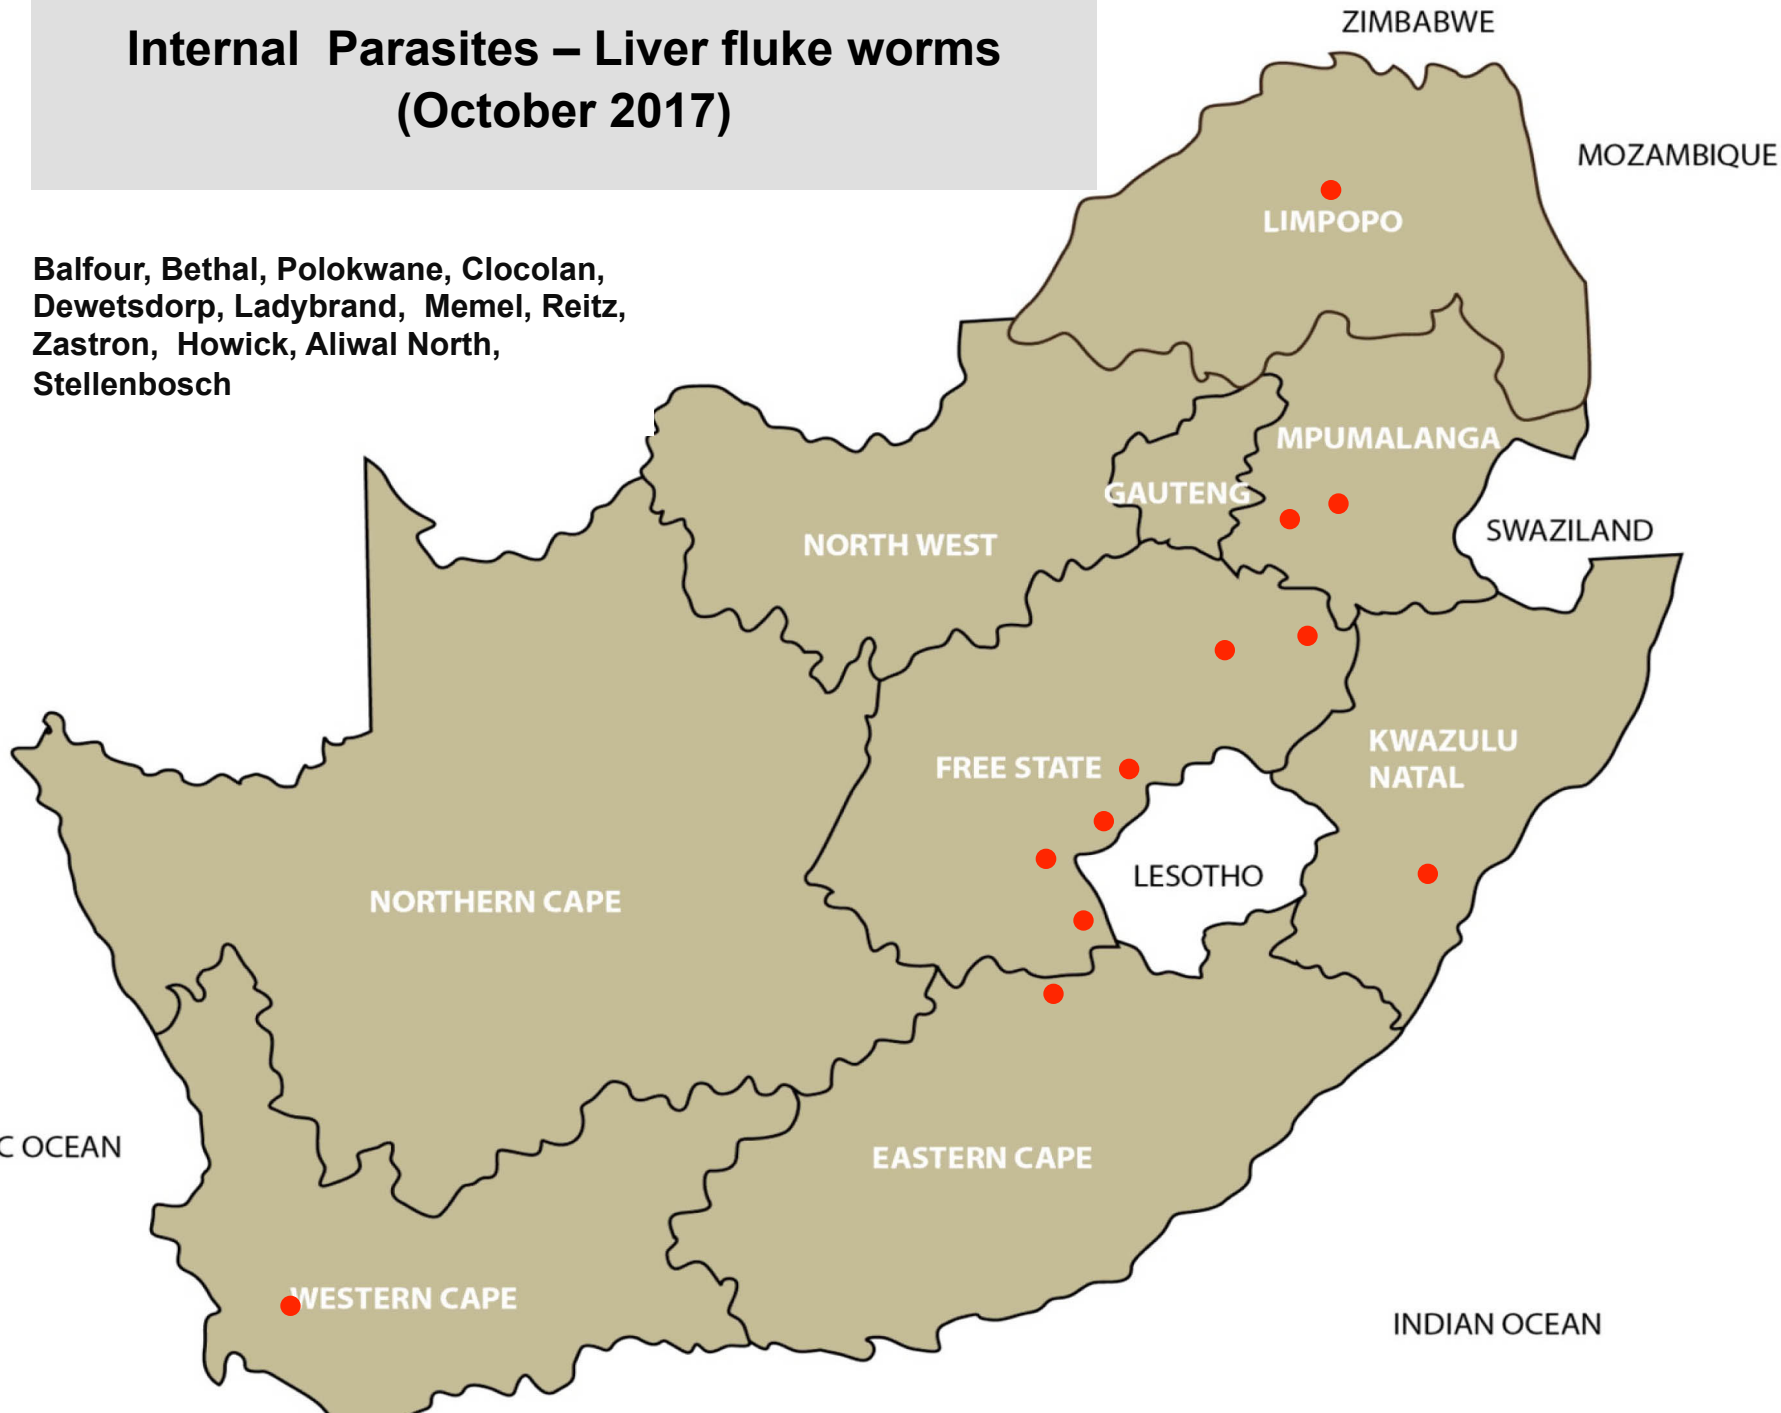 Internal Parasites – Liver fluke worms
(October 2017)
Balfour, Bethal, Polokwane, Clocolan,
Dewetsdorp, Ladybrand, Memel, Reitz,
Zastron, Howick, Aliwal North,
Stellenbosch
ZIMBABWE
MOZAMBIQUE
LIMPOPO
MPUMALANGA
GAUTENG
SWAZILAND
NORTH WEST
KWAZULU
NATAL
FREE STATE
LESOTHO
NORTHERN CAPE
C OCEAN
EASTERN CAPE
WESTERN CAPE
INDIAN OCEAN